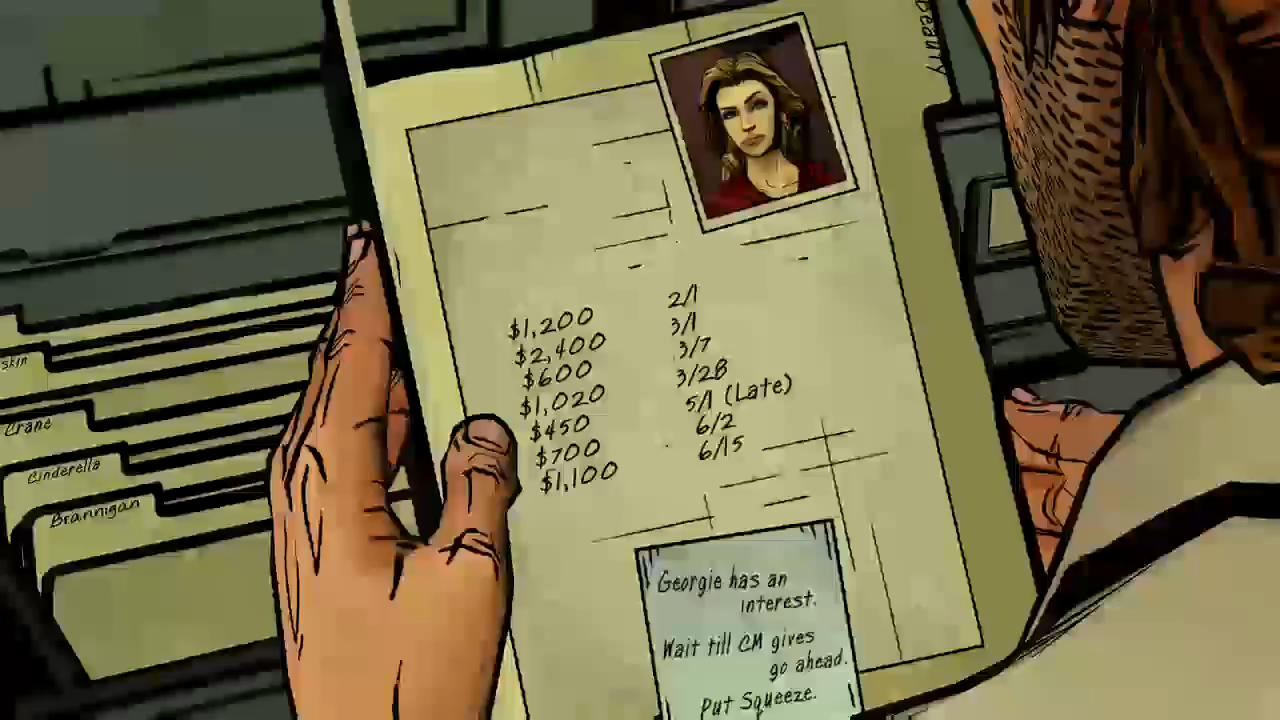 Beauty
$1,200 2/1
$2,400 3/1
$600 3/7
$1,020 3/28
$450 5/1 (Late)
$700 6/2
$1,100 6/15
Georgie has an
interest.
Wait till CM gives
go ahead.
Put Squeeze.
skin
Crane
Cinderella
Brannigan